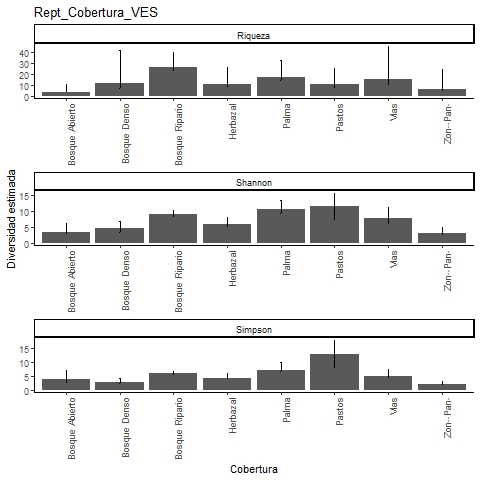 Rept_Cobertura_VES
Riqueza
40
30
20
10
0
Bosque Abierto
Bosque Denso
Bosque Ripario
Herbazal
Palma
Pastos
Vias
Zon--Pan-
Diversidad estimada
Shannon
15
10
5
0
Bosque Abierto
Bosque Denso
Bosque Ripario
Herbazal
Palma
Pastos
Vias
Zon--Pan-
Simpson
15
10
5
0
Bosque Abierto
Bosque Denso
Bosque Ripario
Herbazal
Palma
Pastos
Vias
Zon--Pan-
Cobertura